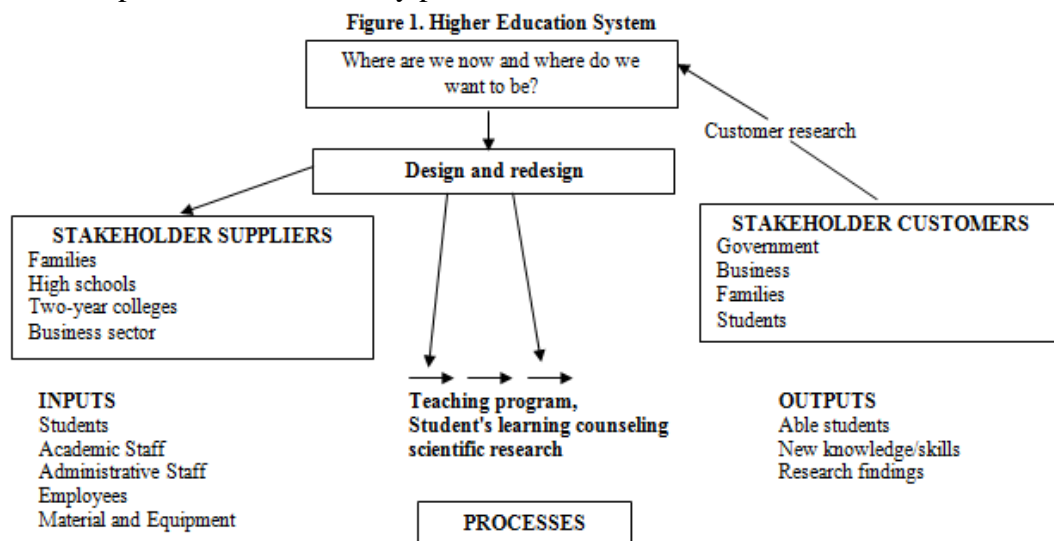 Figure 1. Higher Education System
Where are we now and where do we
want to be?
Customer research
Design and redesign
STAKEHOLDER SUPPLIERS
Families
High schools
Two-year colleges
Business sector
STAKEHOLDER CUSTOMERS
Government
Business
Families
Students
INPUTS
Students
Academic Staff
Administrative Staff
Employees
Material and Equipment
Teaching program,
Student's learning counseling
scientific research
OUTPUTS
Able students
New knowledge/skills
Research findings
PROCESSES